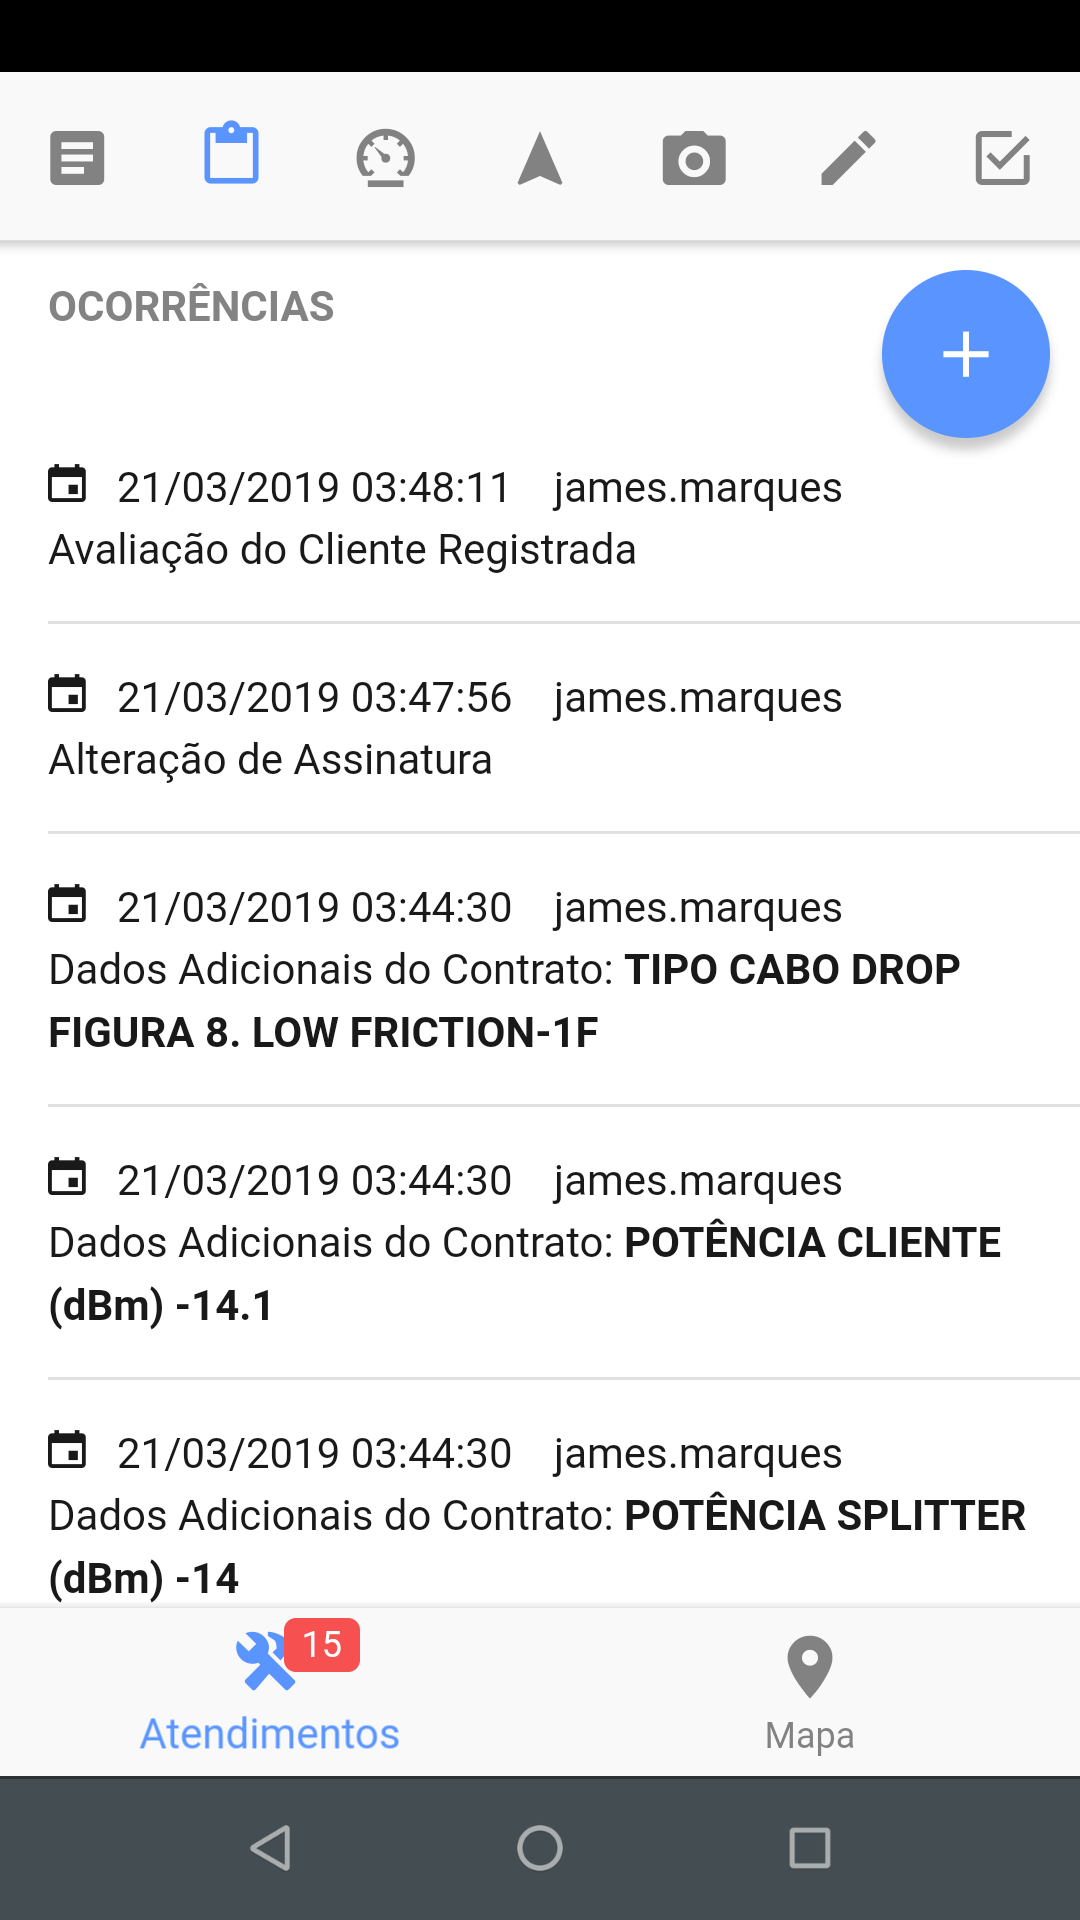 OCORRÊNCIAS
21/03/2019 03:48:11 james.marques
Avaliação do Cliente Registrada
21/03/2019 03:47:56 james.marques
Alteração de Assinatura
21/03/2019 03:44:30 james.marques
Dados Adicionais do Contrato: TIPO CABO DROP
FIGURA 8. LOW FRICTION-1F
21/03/2019 03:44:30 james.marques
Dados Adicionais do Contrato: POTÊNCIA CLIENTE
(dBm) -14.1
21/03/2019 03:44:30 james.marques
Dados Adicionais do Contrato: POTÊNCIA SPLITTER
(dBm) -14
15
Atendimentos
Mapa